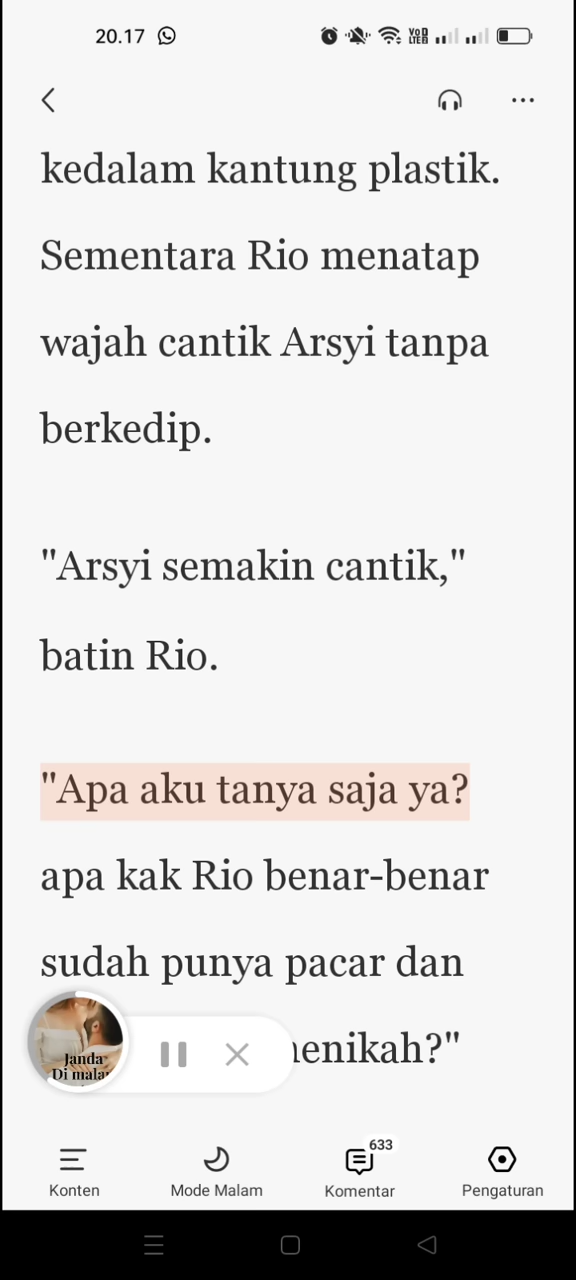 20.17
VoD
LTE2
kedalam kantung plastik.
Sementara Rio menatap
wajah cantik Arsyi tanpa
berkedip.
"Arsyi semakin cantik,"
batin Rio.
"Apa aku tanya saja ya?
apa kak Rio benar-benar
sudah punya pacar dan
enikah?"
Janda
Di mala
633
Konten
Mode Malam
Komentar
Pengaturan